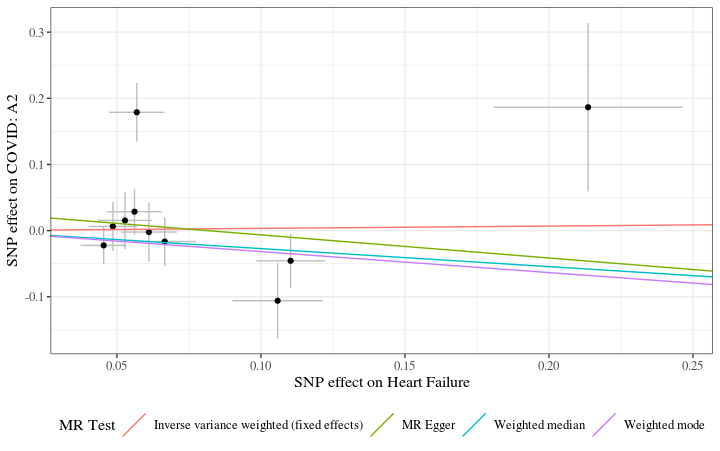 0.3
0.2
0.1
0.0
-0.1
SNP effect on COVID: A2
0.05
0.10
0.15
0.20
0.25
SNP effect on Heart Failure
MR Test
Inverse variance weighted (fixed effects)
MR Egger
Weighted median
Weighted mode